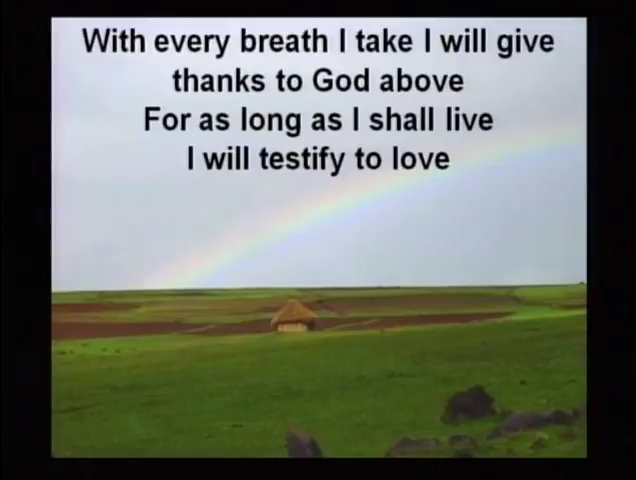 With every breath I take I will give
thanks to God above
For as long as I shall live
I will testify to love